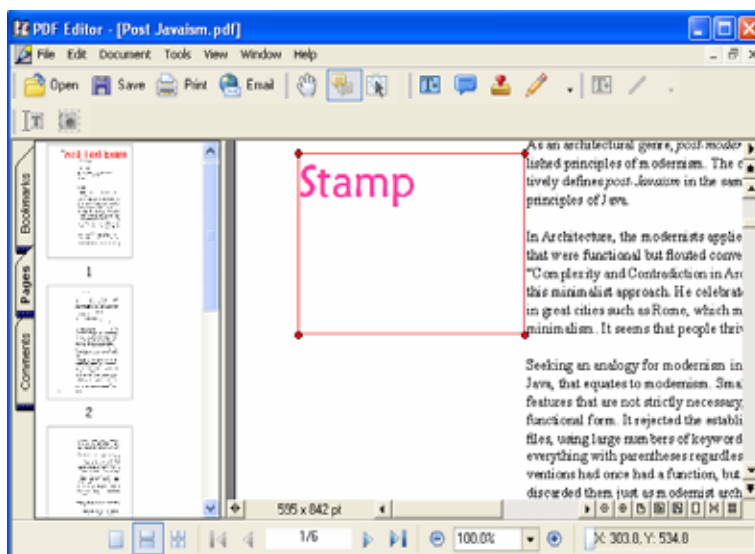 PDF Editor - [Post Javaism.pdf]
File Edit Document Tools View Window Help
Open Save Print Email
Bookmarks
Pages
Comments
1
2
Stamp
As an architectural genre, post-moder
lished principles of modernism. The c
tively defines post-Javaism in the sam
principles of Java.
In Architecture, the modernists applie
that were functional but flouted conve
"Complexity and Contradiction in Arc
this minimalist approach. He celebrat
in great cities such as Rome, which m
minimalism. It seems that people thriv
Seeking an analogy for modernism in
Java, that equates to modernism. Smal
features that are not strictly necessary,
functional form. It rejected the establi
files, using large numbers of keyword
everything with parentheses regardles
ventions had once had a function, but
discarded them just as modernist arch
595 x 842 pt
1/6
100.0%
X: 303.8, Y: 534.8